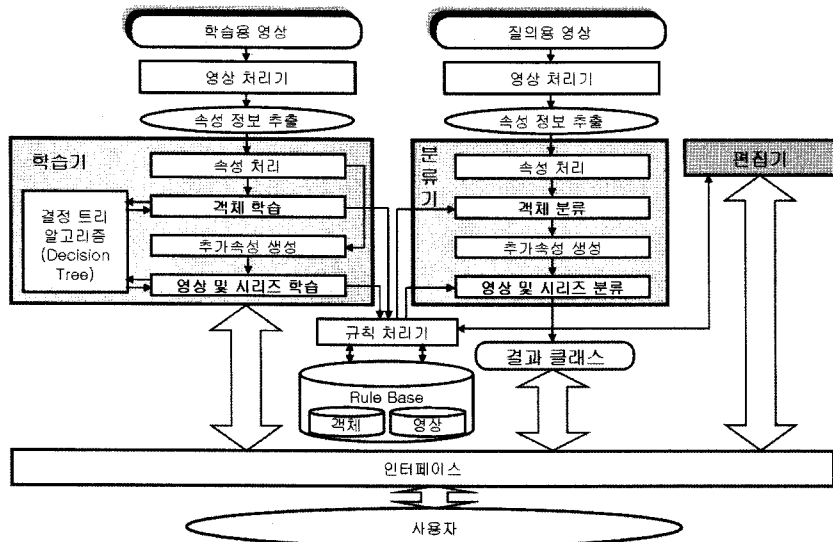 학습용 영상
영상 처리기
속성 정보 추출
학습기
속성 처리
객체 학습
결정 트리
알고리즘
(Decision
Tree)
추가속성 생성
영상 및 시리즈 학습
질의용 영상
영상 처리기
속성 정보 추출
분류기
속성 처리
객체 분류
추가속성 생성
영상 및 시리즈 분류
편집기
규칙 처리기
결과 클래스
Rule Base
객체
영상
인터페이스
사용자